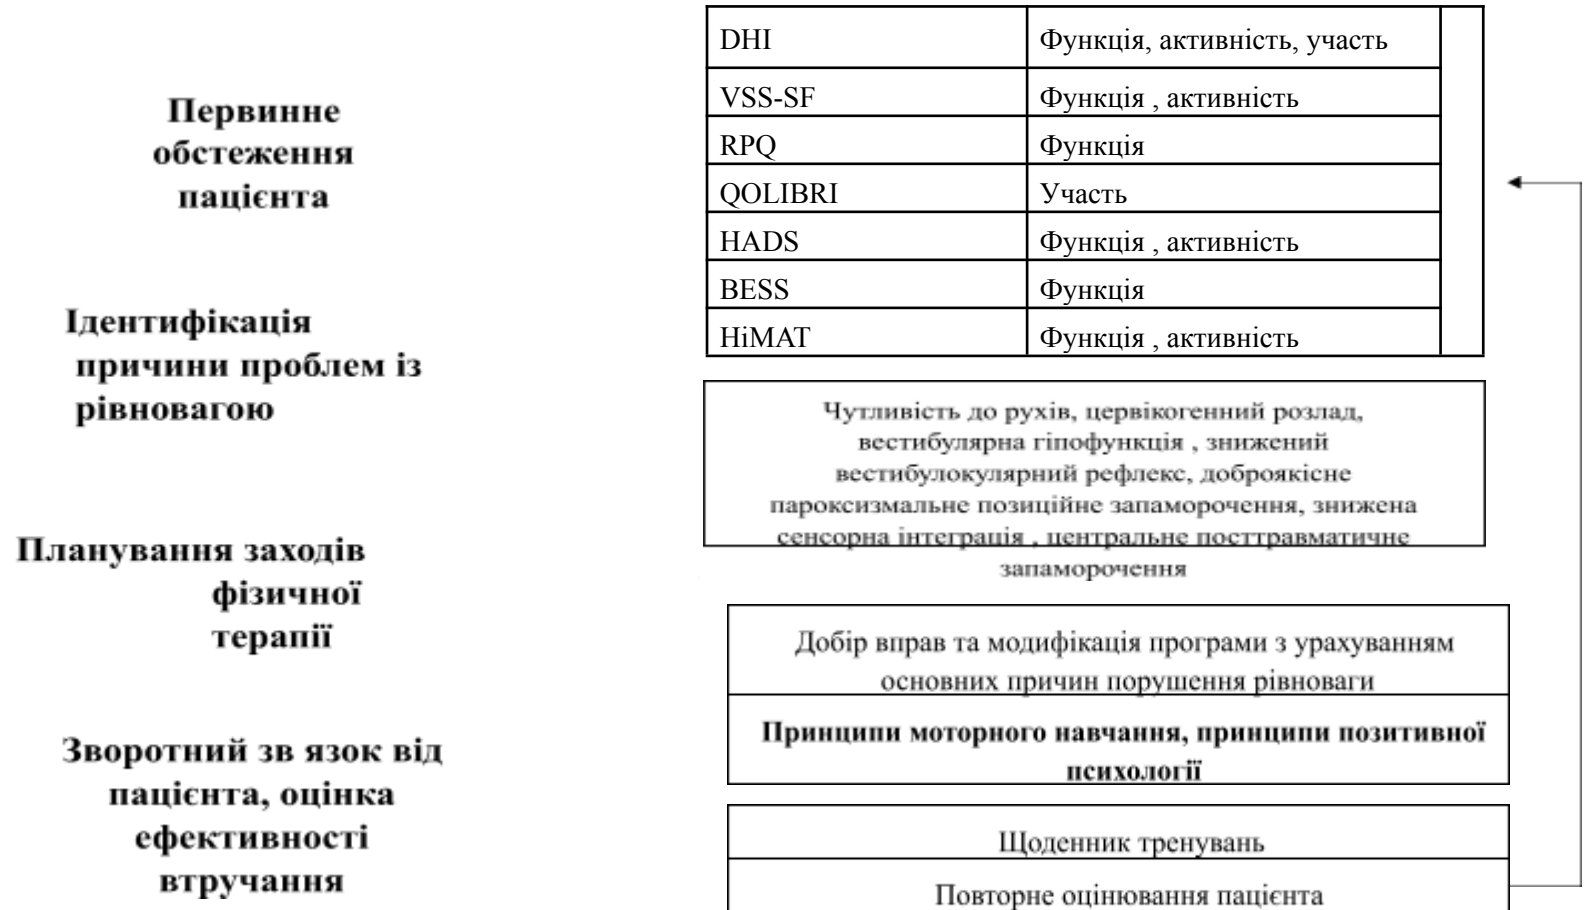 Первинне
обстеження
пацієнта
DHI Функція, активність, участь
VSS-SF Функція , активність
RPQ Функція
QOLIBRI Участь
HADS Функція , активність
BESS Функція
HiMAT Функція , активність
Ідентифікація
причини проблем із
рівновагою
Чутливість до рухів, цервікогенний розлад,
вестибулярна гіпофункція , знижений
вестибулокулярний рефлекс, доброякісне
пароксизмальне позиційне запаморочення, знижена
сенсорна інтеграція , центральне посттравматичне
запаморочення
Планування заходів
фізичної
терапії
Добір вправ та модифікація програми з урахуванням
основних причин порушення рівноваги
Принципи моторного навчання, принципи позитивної
психології
Зворотний зв язок від
пацієнта, оцінка
ефективності
втручання
Щоденник тренувань
Повторне оцінювання пацієнта